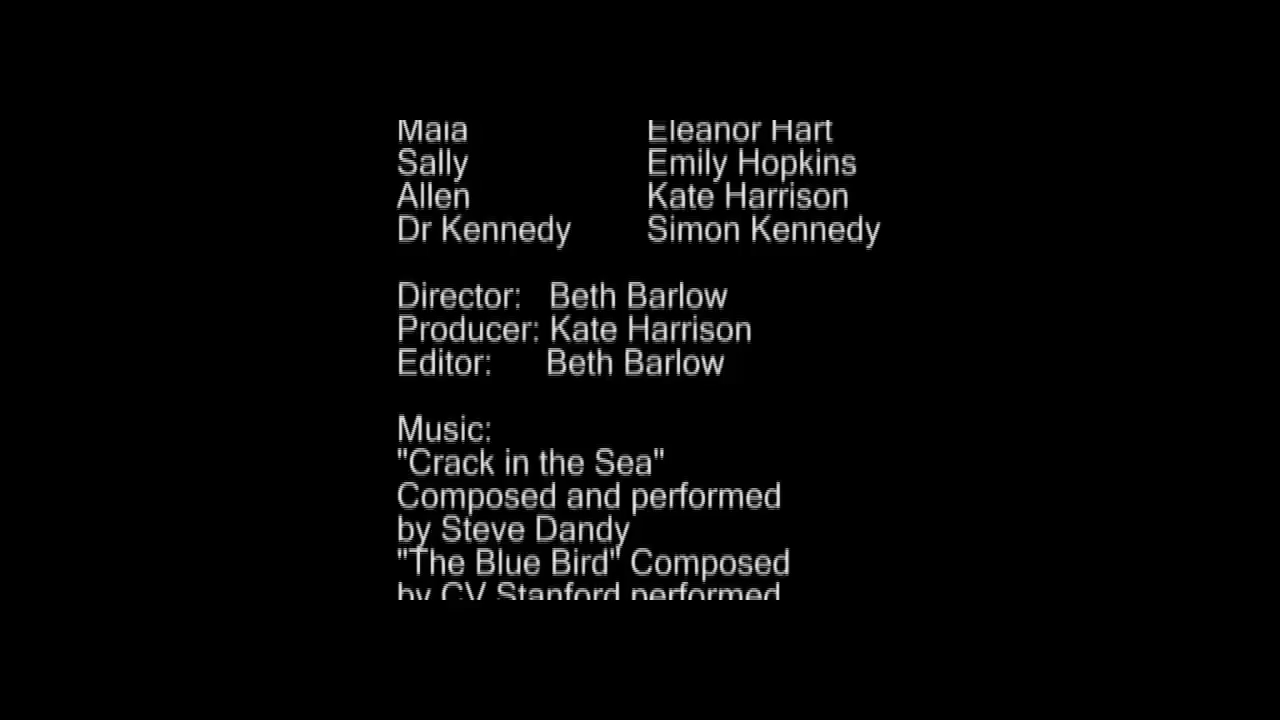 Maia Eleanor Hart
Sally Emily Hopkins
Allen Kate Harrison
Dr Kennedy Simon Kennedy
Director: Beth Barlow
Producer: Kate Harrison
Editor: Beth Barlow
Music:
"Crack in the Sea"
Composed and performed
by Steve Dandy
"The Blue Bird" Composed
by CV Stanford performed